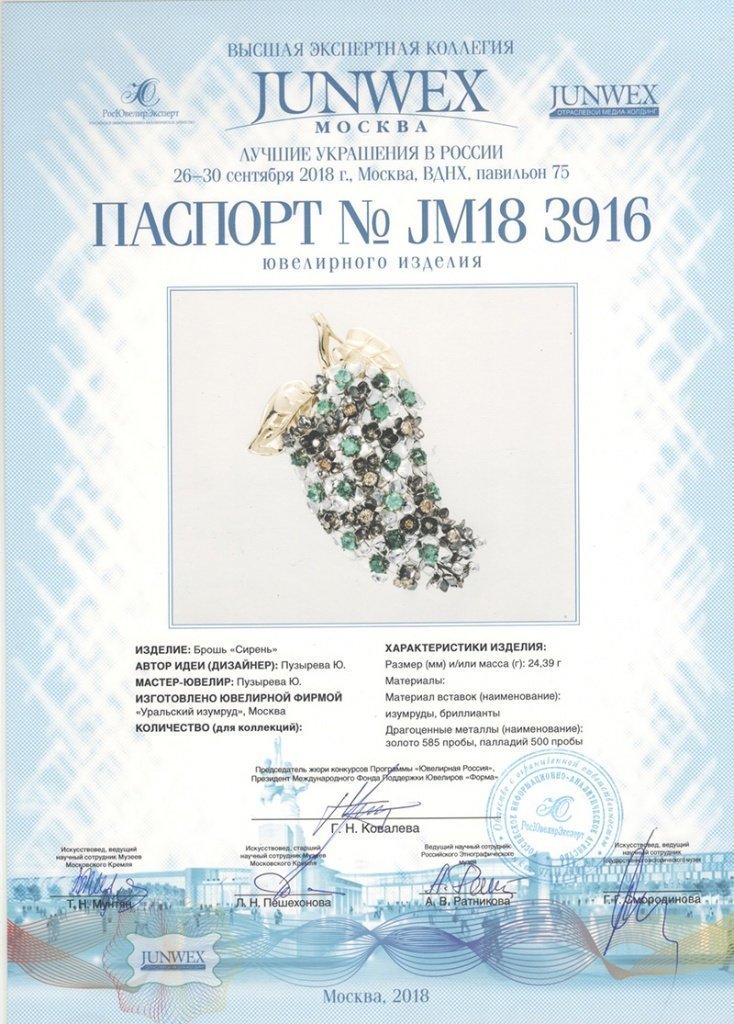 ВЫСШАЯ ЭКСПЕРТНАЯ КОЛЛЕГИЯ
JUNWEX
МОСКВА
РосЮвелирЭксперт
JUNWEX
ОТРАСЛЕВОЙ МЕДИА-ХОЛДИНГ
ЛУЧШИЕ УКРАШЕНИЯ В РОССИИ
26–30 сентября 2018 г., Москва, ВДНХ, павильон 75
ПАСПОРТ № JM18 3916
ювелирного изделия
ИЗДЕЛИЕ: Брошь «Сирень»
АВТОР ИДЕИ (ДИЗАЙНЕР): Пузырева Ю.
МАСТЕР-ЮВЕЛИР: Пузырева Ю.
ИЗГОТОВЛЕНО ЮВЕЛИРНОЙ ФИРМОЙ
«Уральский изумруд», Москва
КОЛИЧЕСТВО (для коллекций):
ХАРАКТЕРИСТИКИ ИЗДЕЛИЯ:
Размер (мм) и/или масса (г): 24,39 г
Материалы:
Материал вставок (наименование):
изумруды, бриллианты
Драгоценные металлы (наименование):
золото 585 пробы, палладий 500 пробы
Председатель жюри конкурсов Программы «Ювелирная Россия»,
Президент Международного Фонда Поддержки Ювелиров «Форма»
Г. Н. Ковалева
РосЮвелирЭксперт
Искусствовед, ведущий
научный сотрудник Музеев
Московского Кремля
Т. Н. Мунтян
Искусствовед, старший
научный сотрудник Музеев
Московского Кремля
Л. Н. Пешехонова
Ведущий научный сотрудник
Российского Этнографического
музея
А. В. Ратникова
Искусствовед, ведущий
научный сотрудник
Государственного исторического музея
Г. Г. Смородинова
JUNWEX
Москва, 2018